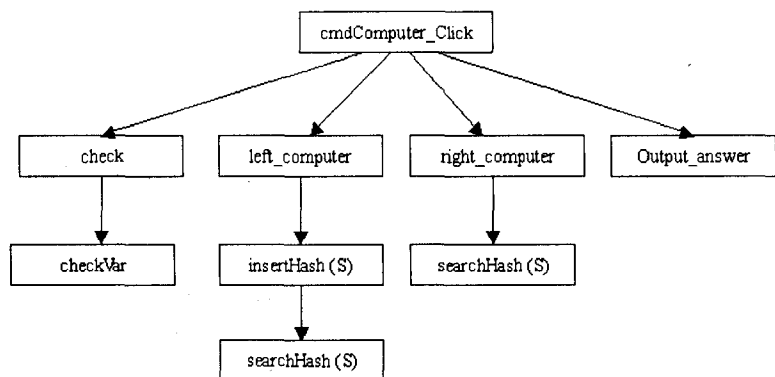 cmdComputer_Click
check left_computer right_computer Output_answer
checkVar insertHash (S) searchHash (S)
searchHash (S)